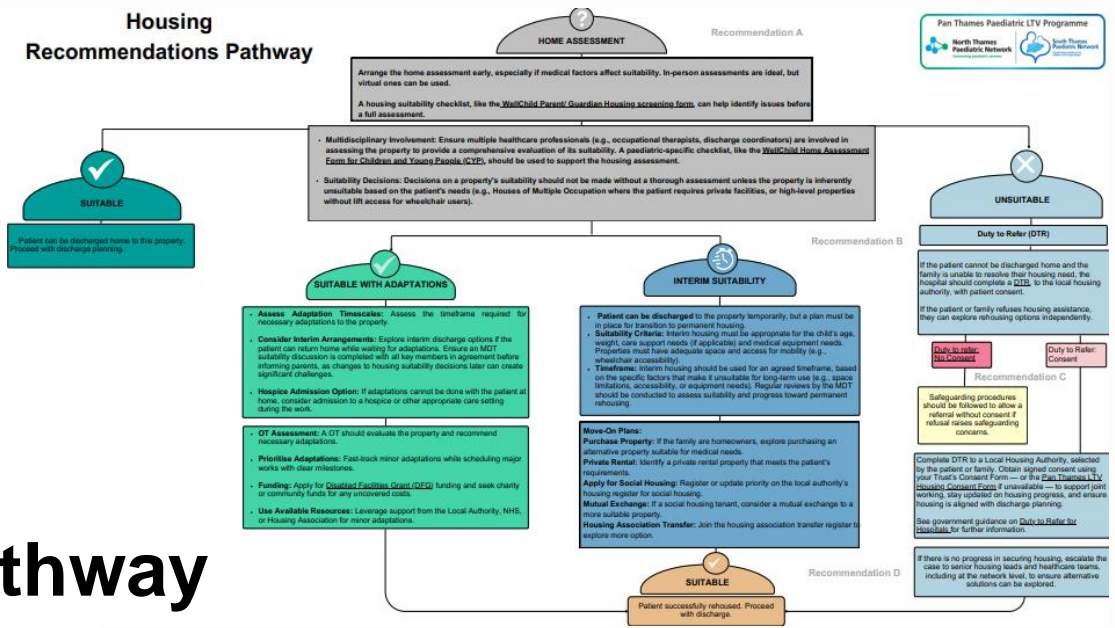 Housing
Recommendations Pathway
?
HOME ASSESSMENT
Recommendation A
Pan Thames Paediatric LTV Programme
North Thames
Paediatric Network
South Thames
Paediatric Network
Arrange the home assessment early, especially if medical factors affect suitability. In-person assessments are ideal, but
virtual ones can be used.
A housing suitability checklist, like the WellChild Parent/ Guardian Housing screening form, can help identify issues before
a full assessment.
• Multidisciplinary Involvement: Ensure multiple healthcare professionals (e.g., occupational therapists, discharge coordinators) are involved in
assessing the property to provide a comprehensive evaluation of its suitability. A paediatric-specific checklist, like the WellChild Home Assessment
Form for Children and Young People (CYP), should be used to support the housing assessment.
• Suitability Decisions: Decisions on a property's suitability should not be made without a thorough assessment unless the property is inherently
unsuitable based on the patient's needs (e.g., Houses of Multiple Occupation where the patient requires private facilities, or high-level properties
without lift access for wheelchair users).
SUITABLE
Patient can be discharged home to this property.
Proceed with discharge planning.
Recommendation B
SUITABLE WITH ADAPTATIONS
• Assess Adaptation Timescales: Assess the timeframe required for
necessary adaptations to the property.
• Consider Interim Arrangements: Explore interim discharge options if the
patient can return home while waiting for adaptations. Ensure an MDT
suitability discussion is completed with all key members in agreement before
informing parents, as changes to housing suitability decisions later can create
significant challenges.
• Hospice Admission Option: If adaptations cannot be done with the patient at
home, consider admission to a hospice or other appropriate care setting
during the work.
• OT Assessment: A OT should evaluate the property and recommend
necessary adaptations.
• Prioritise Adaptations: Fast-track minor adaptations while scheduling major
works with clear milestones.
• Funding: Apply for Disabled Facilities Grant (DFG) funding and seek charity
or community funds for any uncovered costs.
• Use Available Resources: Leverage support from the Local Authority, NHS,
or Housing Association for minor adaptations.
INTERIM SUITABILITY
• Patient can be discharged to the property temporarily, but a plan must be
in place for transition to permanent housing.
• Suitability Criteria: Interim housing must be appropriate for the child's age,
weight, care support needs (if applicable) and medical equipment needs.
Properties must have adequate space and access for mobility (e.g.,
wheelchair accessibility).
• Timeframe: Interim housing should be used for an agreed timeframe, based
on the specific factors that make it unsuitable for long-term use (e.g., space
limitations, accessibility, or equipment needs). Regular reviews by the MDT
should be conducted to assess suitability and progress toward permanent
rehousing.
Move-On Plans:
Purchase Property: If the family are homeowners, explore purchasing an
alternative property suitable for medical needs.
Private Rental: Identify a private rental property that meets the patient's
requirements.
Apply for Social Housing: Register or update priority on the local authority's
housing register for social housing.
Mutual Exchange: If a social housing tenant, consider a mutual exchange to a
more suitable property.
Housing Association Transfer: Join the housing association transfer register to
explore more option.
UNSUITABLE
Duty to Refer (DTR)
If the patient cannot be discharged home and the
family is unable to resolve their housing need, the
hospital should complete a DTR, to the local housing
authority, with patient consent.
If the patient or family refuses housing assistance,
they can explore rehousing options independently.
Duty to refer:
No Consent
Duty to Refer:
Consent
Recommendation C
Safeguarding procedures
should be followed to allow a
referral without consent if
refusal raises safeguarding
concerns.
Complete DTR to a Local Housing Authority, selected
by the patient or family. Obtain signed consent using
your Trust's Consent Form — or the Pan Thames LTV
Housing Consent Form if unavailable — to support joint
working, stay updated on housing progress, and ensure
housing is aligned with discharge planning.
See government guidance on Duty to Refer for
Hospitals for further information.
If there is no progress in securing housing, escalate the
case to senior housing leads and healthcare teams,
including at the network level, to ensure alternative
solutions can be explored.
Recommendation D
SUITABLE
Patient successfully rehoused. Proceed
with discharge.
thway